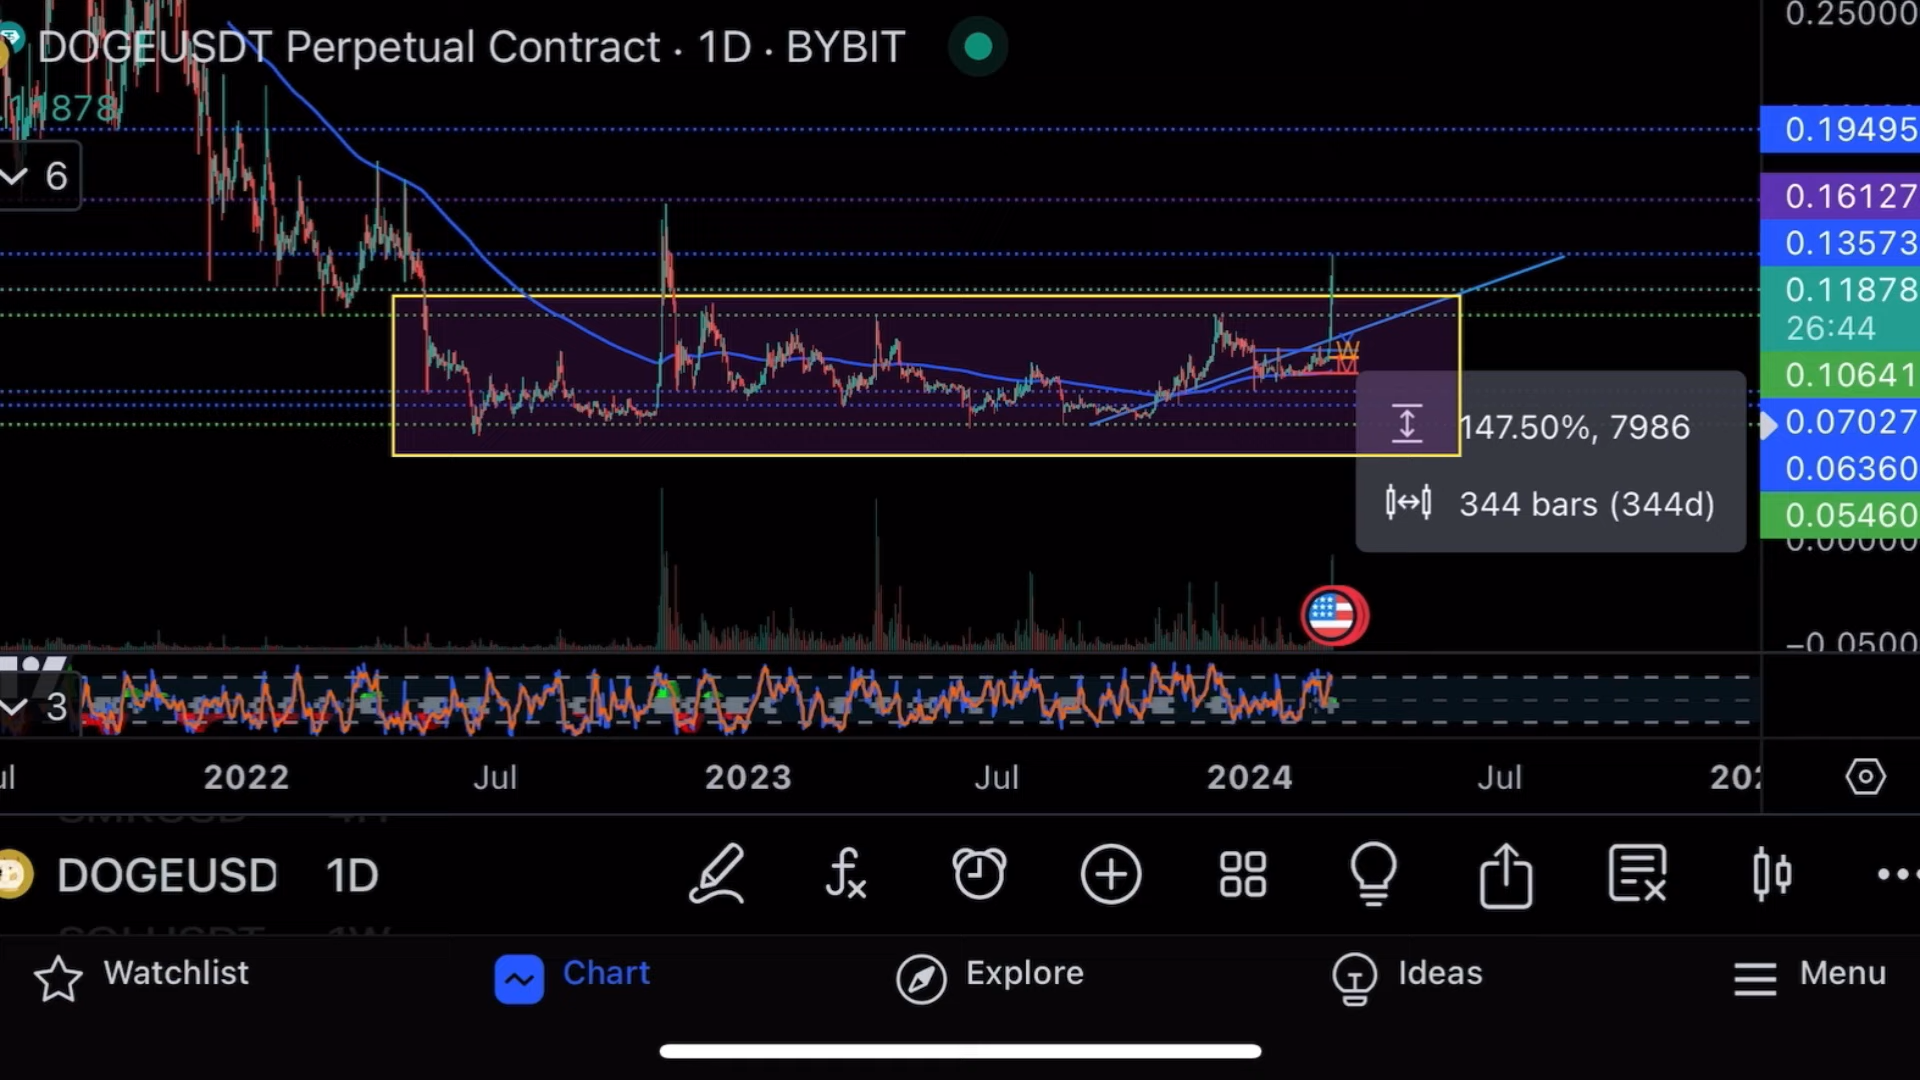 DOGEUSDT Perpetual Contract · 1D · BYBIT
0.25000
0.19495
6
0.16127
0.13573
0.11878
26:44
0.10641
0.07027
0.06360
0.05460
W
M
147.50%, 7986
344 bars (344d)
3
2022 Jul 2023 Jul 2024 Jul
DOGEUSD 1D
Watchlist Chart Explore Ideas Menu